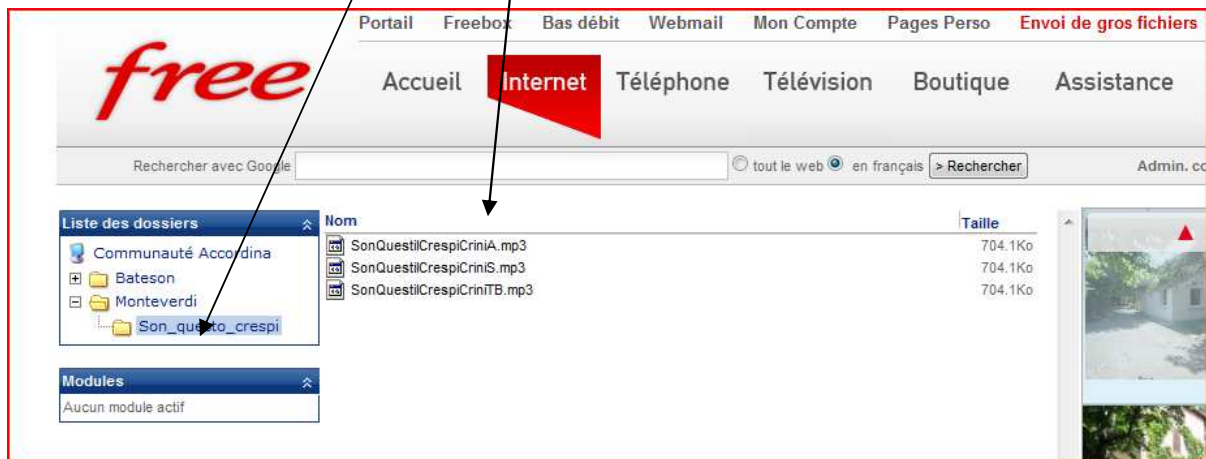 Portail Freebox Bas débit Webmail Mon Compte Pages Perso Envoi de gros fichiers
free
Accueil Internet Téléphone Télévision Boutique Assistance
Rechercher avec Google tout le web en français > Rechercher Admin.
Liste des dossiers
Communauté Accordina
Bateson
Monteverdi
Son_questo_crespi
Modules
Aucun module actif
Nom Taille
SonQuestilCrespiCriniA.mp3 704.1Ko
SonQuestilCrespiCriniS.mp3 704.1Ko
SonQuestilCrespiCriniTB.mp3 704.1Ko